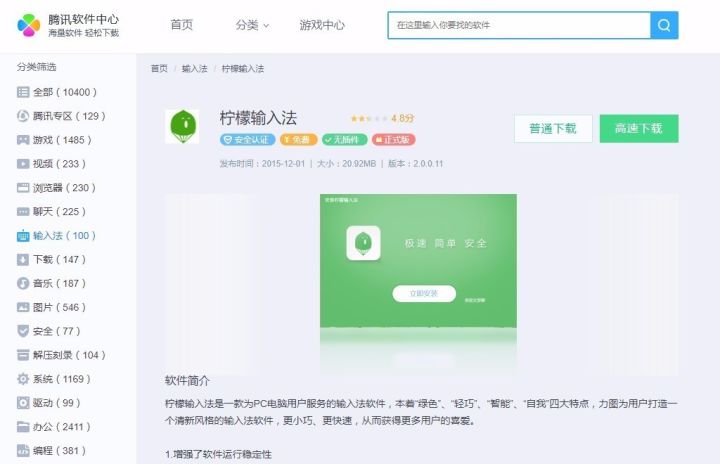 腾讯软件中心
海量软件 轻松下载
首页 分类 游戏中心
在这里输入你要找的软件
分类筛选
全部（10400）
腾讯专区（129）
游戏（1485）
视频（233）
浏览器（230）
聊天（225）
输入法（100）
下载（147）
音乐（187）
图片（546）
安全（77）
解压刻录（104）
系统（1169）
驱动（99）
办公（2411）
编程（381）
首页 / 输入法 / 柠檬输入法
柠檬输入法 4.8分
安全认证 免费 无插件 正式版
发布时间：2015-12-01 | 大小：20.92MB | 版本：2.0.0.11
普通下载 高速下载
安装柠檬输入法
极速 简单 安全
立即安装
自定义安装
软件简介
柠檬输入法是一款为PC电脑用户服务的输入法软件，本着“绿色”、“轻巧”、“智能”、“自我”四大特点，力图为用户打造一
个清新风格的输入法软件，更小巧、更快速，从而获得更多用户的喜爱。
1.增强了软件运行稳定性